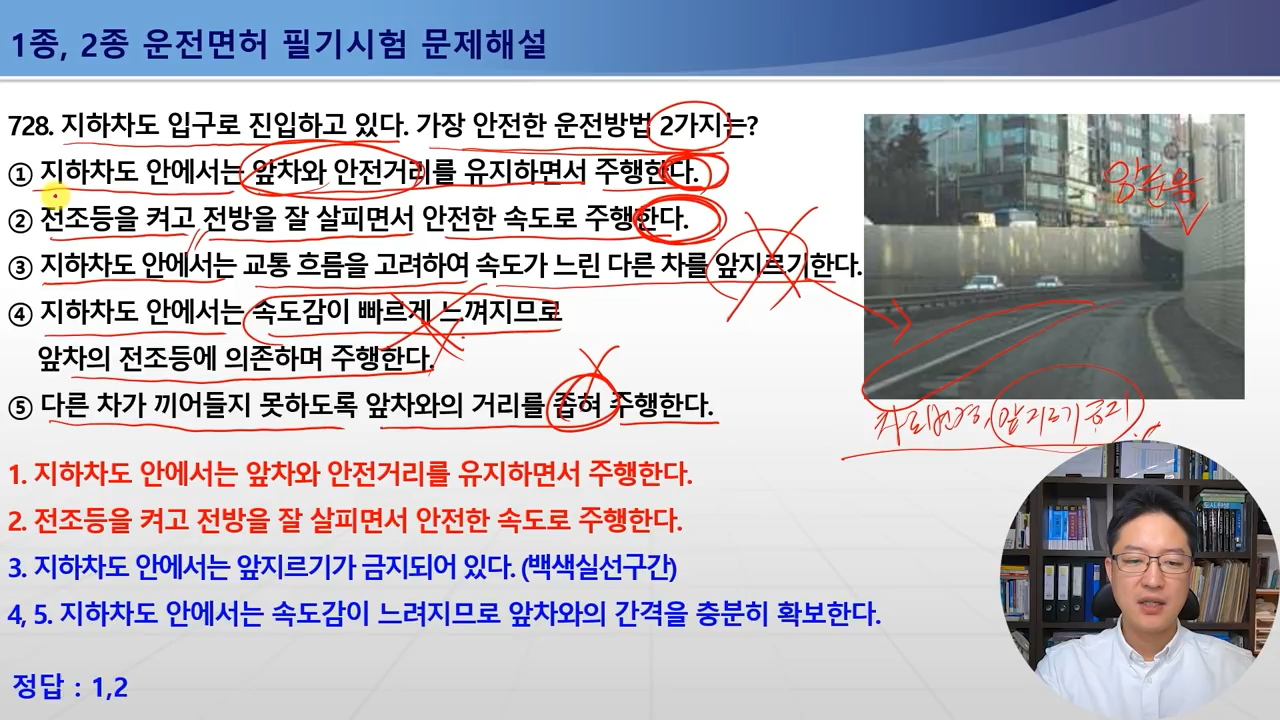 1종, 2종 운전면허 필기시험 문제해설
728. 지하차도 입구로 진입하고 있다. 가장 안전한 운전방법 2가지는?
① 지하차도 안에서는 앞차와 안전거리를 유지하면서 주행한다.
② 전조등을 켜고 전방을 잘 살피면서 안전한 속도로 주행한다.
③ 지하차도 안에서는 교통 흐름을 고려하여 속도가 느린 다른 차를 앞지르기한다.
④ 지하차도 안에서는 속도감이 빠르게 느껴지므로
앞차의 전조등에 의존하며 주행한다.
⑤ 다른 차가 끼어들지 못하도록 앞차와의 거리를 좁혀 주행한다.
암순응
차로변경, 앞지르기 금지
1. 지하차도 안에서는 앞차와 안전거리를 유지하면서 주행한다.
2. 전조등을 켜고 전방을 잘 살피면서 안전한 속도로 주행한다.
3. 지하차도 안에서는 앞지르기가 금지되어 있다. (백색실선구간)
4, 5. 지하차도 안에서는 속도감이 느려지므로 앞차와의 간격을 충분히 확보한다.
정답 : 1,2